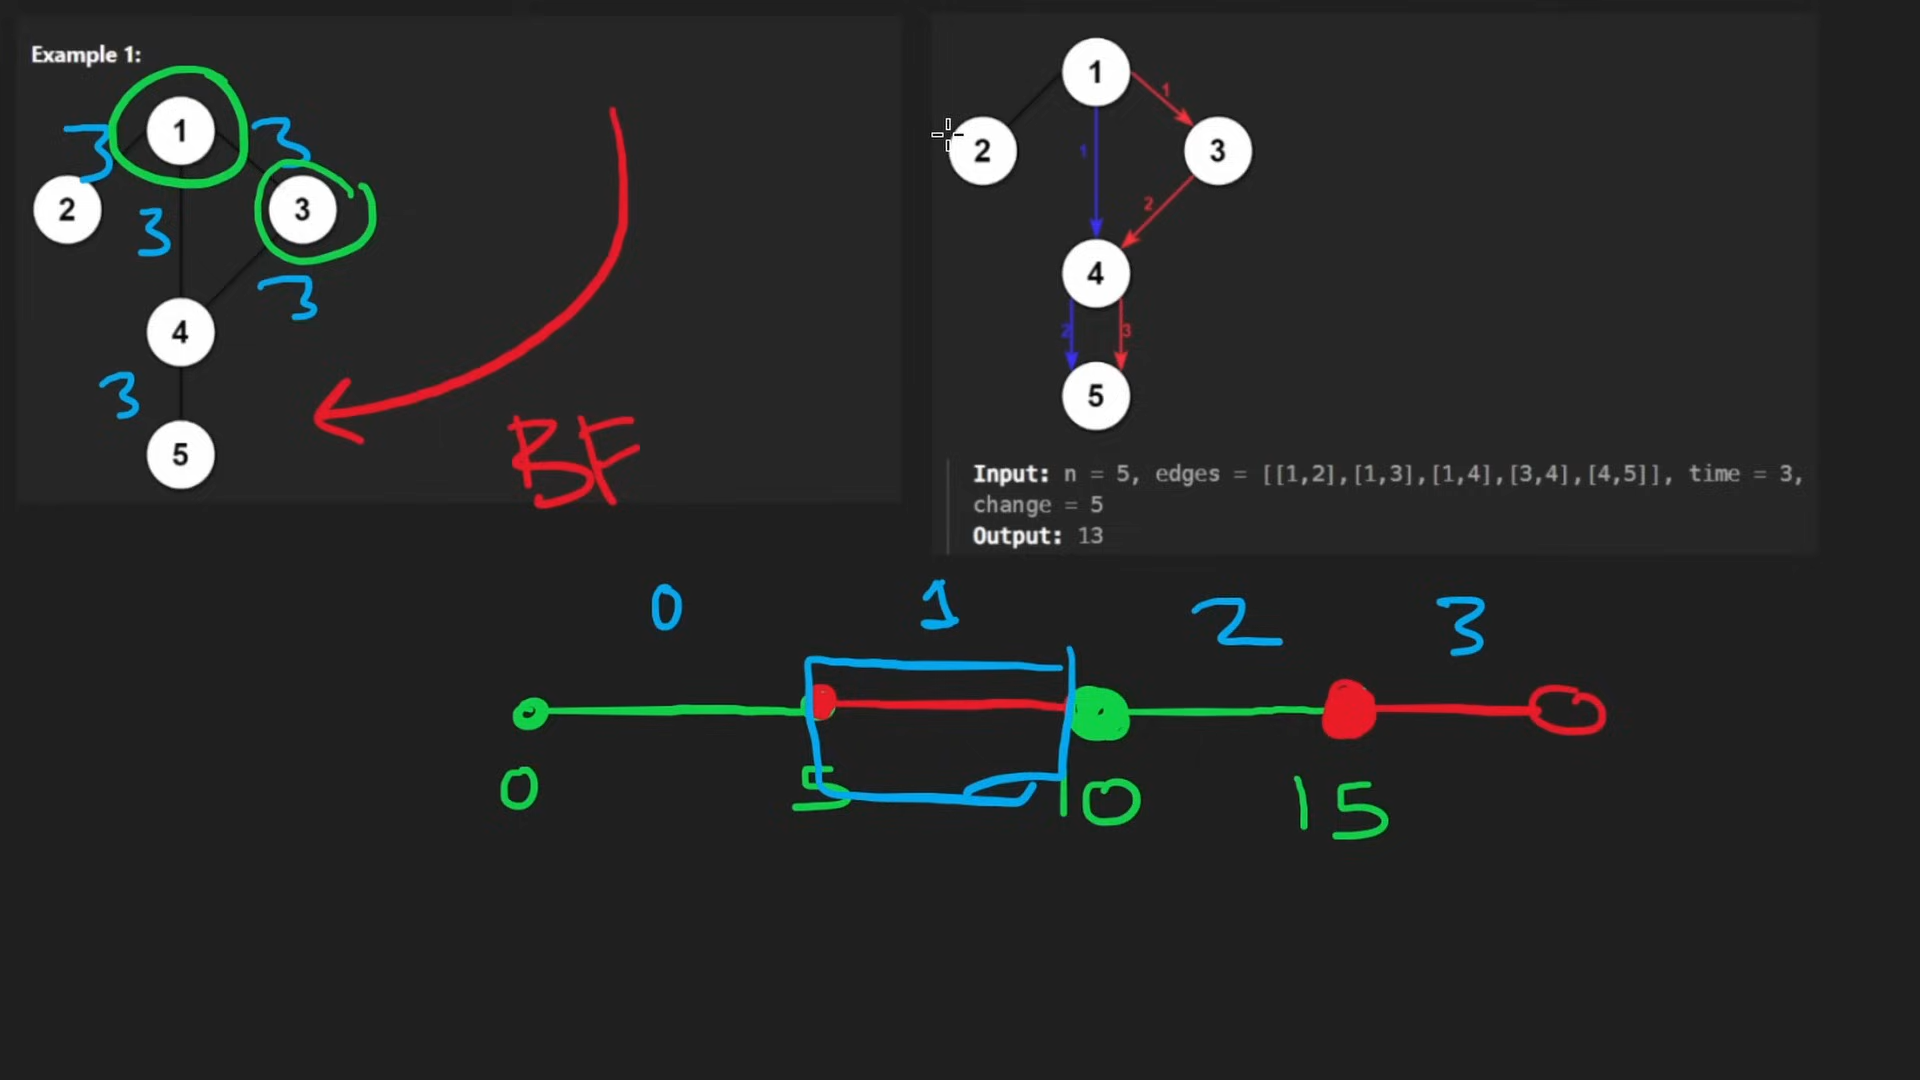 Example 1:
1
3
3
2
3
3
4
3
3
5
BF
1
1
2
3
1
2
4
2
3
5
Input: n = 5, edges = [[1,2],[1,3],[1,4],[3,4],[4,5]], time = 3,
change = 5
Output: 13
0 1 2 3
0 5 10 15